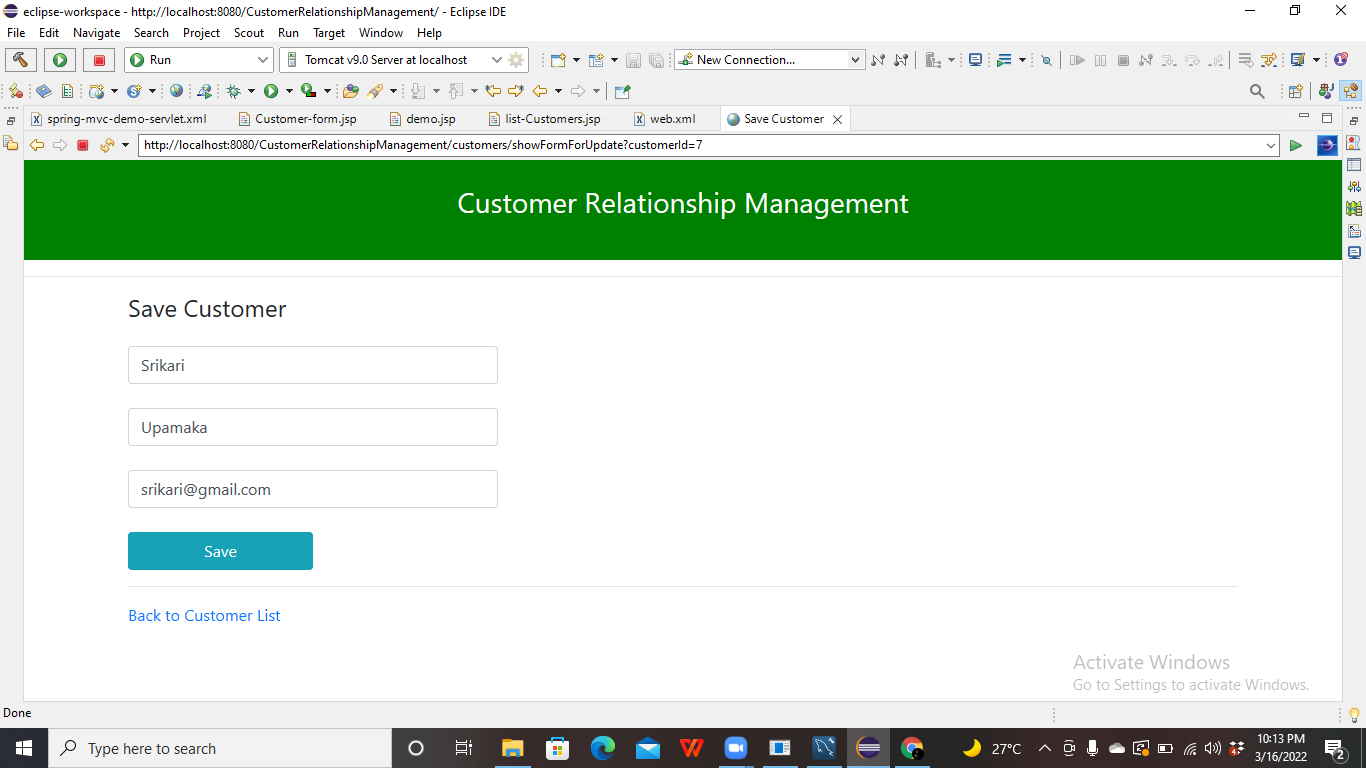 eclipse-workspace - http://localhost:8080/CustomerRelationshipManagement/ - Eclipse IDE
File Edit Navigate Search Project Scout Run Target Window Help
Run Tomcat v9.0 Server at localhost New Connection...
spring-mvc-demo-servlet.xml Customer-form.jsp demo.jsp list-Customers.jsp web.xml Save Customer
http://localhost:8080/CustomerRelationshipManagement/customers/showFormForUpdate?customerId=7
Customer Relationship Management
Save Customer
Srikari
Upamaka
srikari@gmail.com
Save
Back to Customer List
Activate Windows
Go to Settings to activate Windows.
Done
Type here to search
27°C
10:13 PM
3/16/2022
2